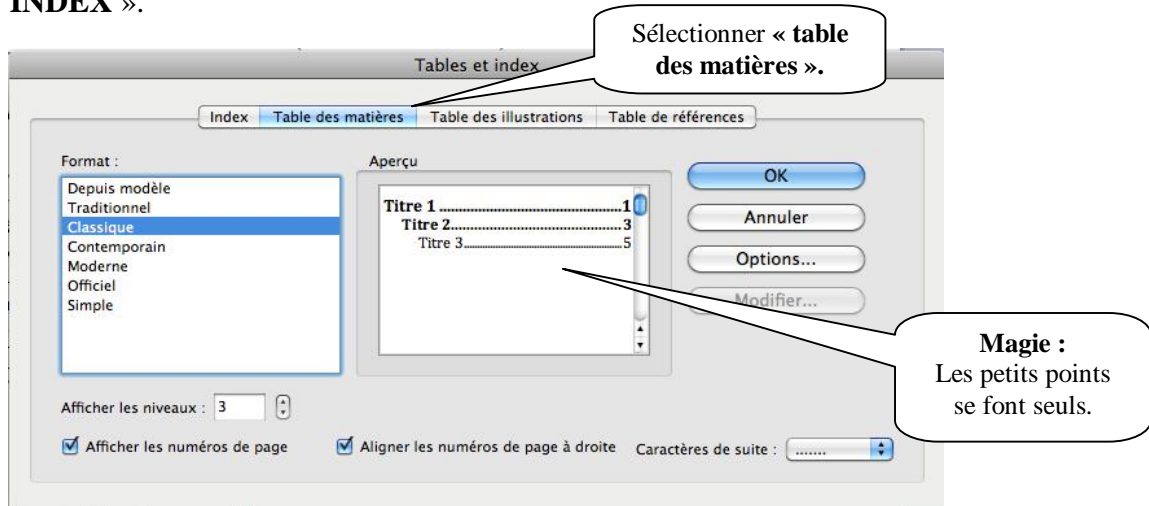 INDEX ».
Sélectionner « table
des matières ».
Tables et index
Index Table des matières Table des illustrations Table de références
Format :
Depuis modèle
Traditionnel
Classique
Contemporain
Moderne
Officiel
Simple
Aperçu
Titre 1 ............................................1
Titre 2.........................................3
Titre 3.......................................5
OK
Annuler
Options...
Modifier...
Magie :
Les petits points
se font seuls.
Afficher les niveaux : 3
Afficher les numéros de page
Aligner les numéros de page à droite
Caractères de suite : .......